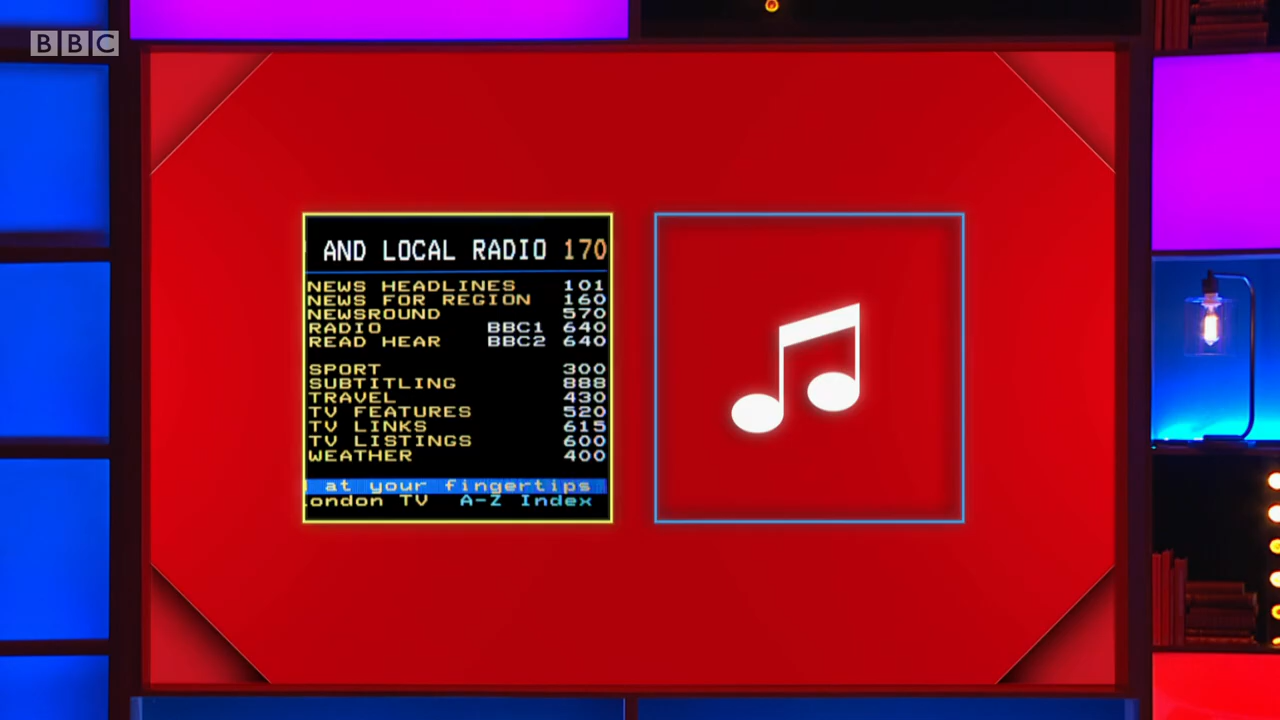 BBC
AND LOCAL RADIO 170
NEWS HEADLINES 101
NEWS FOR REGION 160
NEWSROUND 570
RADIO BBC1 640
READ HEAR BBC2 640
SPORT 300
SUBTITLING 888
TRAVEL 430
TV FEATURES 520
TV LINKS 615
TV LISTINGS 600
WEATHER 400
at your fingertips
ondon TV A-Z Index